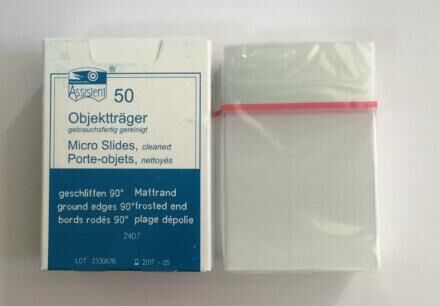 Assistent
50
Objektträger
gebrauchsfertig gereinigt
Micro Slides, cleaned
Porte-objets, nettoyés
geschliffen 90° Mattrand
ground edges 90° frosted end
bords rodés 90° plage dépolie
2407
LOT 2330676 2017 - 05